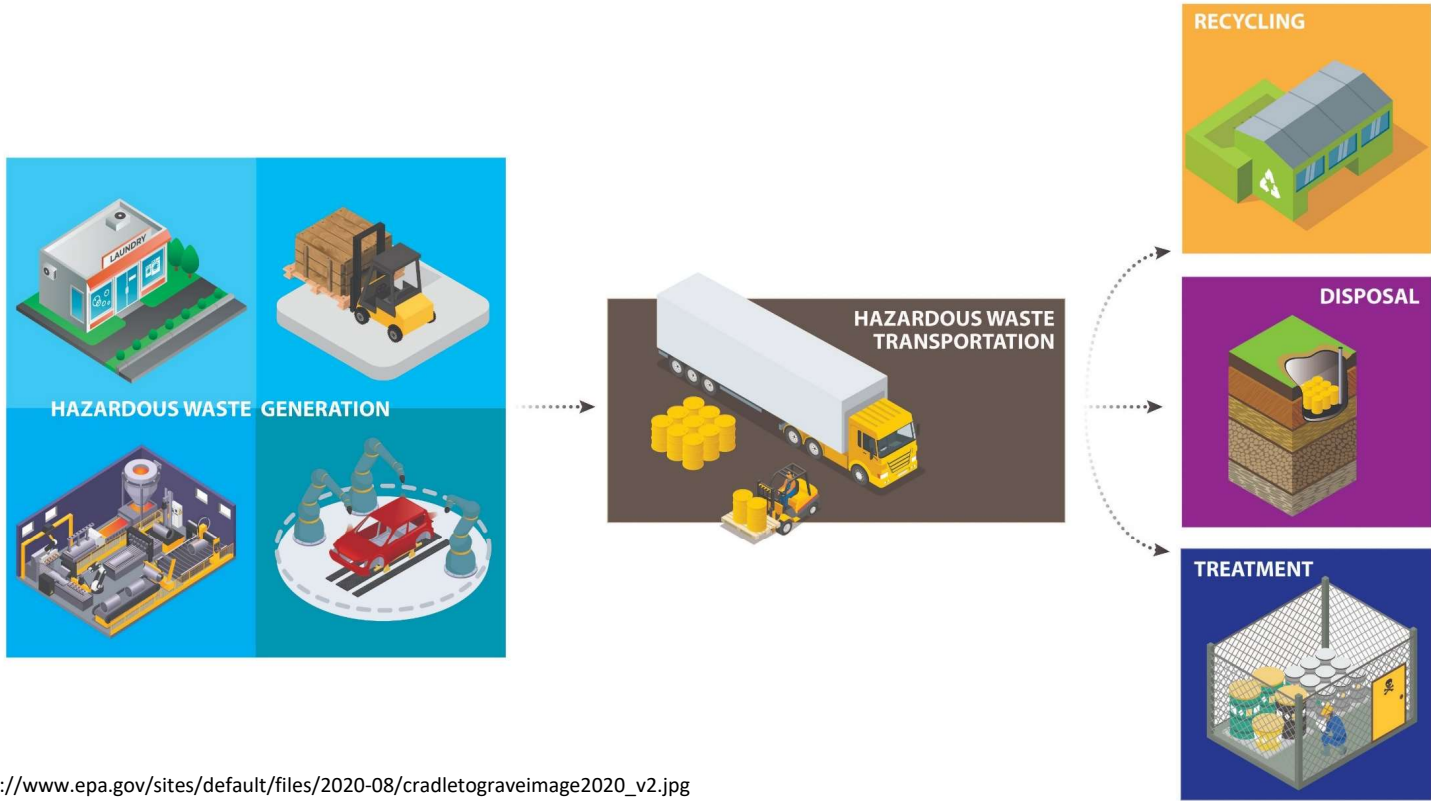 RECYCLING
LAUNDRY
HAZARDOUS WASTE GENERATION
HAZARDOUS WASTE
TRANSPORTATION
DISPOSAL
TREATMENT
://www.epa.gov/sites/default/files/2020-08/cradletograveimage2020_v2.jpg